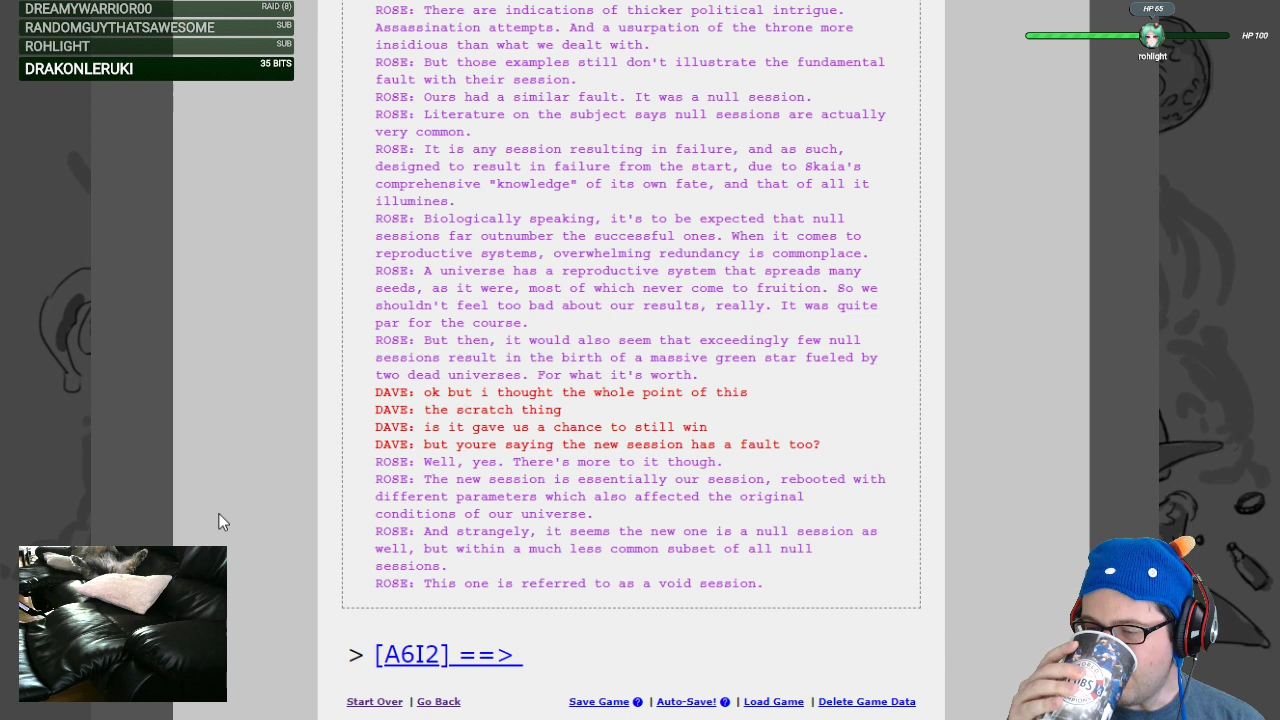 DREAMYWARRIOR00 RAID (8)
RANDOMGUYTHATSAWESOME SUB
ROHLIGHT SUB
DRAKONLERUKI 35 BITS
HP 65
HP 100
rohlight
ROSE: There are indications of thicker political intrigue.
Assassination attempts. And a usurpation of the throne more
insidious than what we dealt with.
ROSE: But those examples still don't illustrate the fundamental
fault with their session.
ROSE: Ours had a similar fault. It was a null session.
ROSE: Literature on the subject says null sessions are actually
very common.
ROSE: It is any session resulting in failure, and as such,
designed to result in failure from the start, due to Skaia's
comprehensive "knowledge" of its own fate, and that of all it
illumines.
ROSE: Biologically speaking, it's to be expected that null
sessions far outnumber the successful ones. When it comes to
reproductive systems, overwhelming redundancy is commonplace.
ROSE: A universe has a reproductive system that spreads many
seeds, as it were, most of which never come to fruition. So we
shouldn't feel too bad about our results, really. It was quite
par for the course.
ROSE: But then, it would also seem that exceedingly few null
sessions result in the birth of a massive green star fueled by
two dead universes. For what it's worth.
DAVE: ok but i thought the whole point of this
DAVE: the scratch thing
DAVE: is it gave us a chance to still win
DAVE: but youre saying the new session has a fault too?
ROSE: Well, yes. There's more to it though.
ROSE: The new session is essentially our session, rebooted with
different parameters which also affected the original
conditions of our universe.
ROSE: And strangely, it seems the new one is a null session as
well, but within a much less common subset of all null
sessions.
ROSE: This one is referred to as a void session.
> [A6I2] ==>
Start Over | Go Back
Save Game ? | Auto-Save! ? | Load Game | Delete Game Data